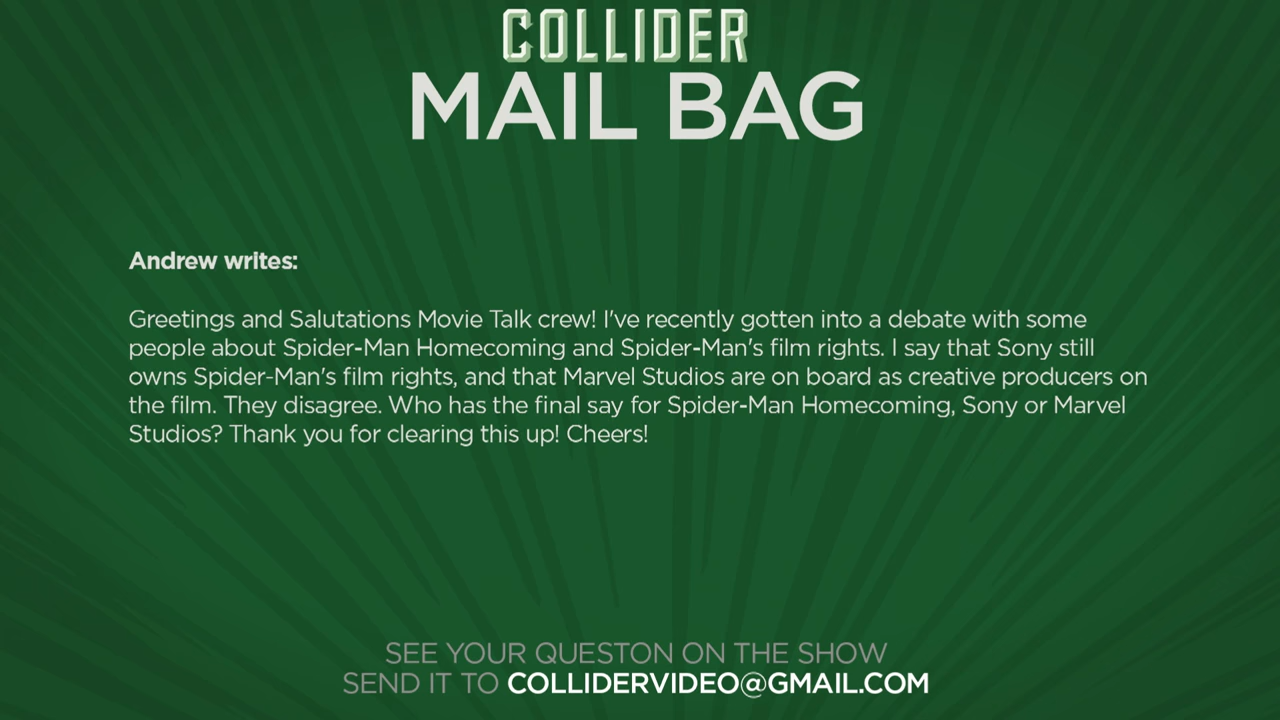 COLLIDER
MAIL BAG
Andrew writes:
Greetings and Salutations Movie Talk crew! I've recently gotten into a debate with some
people about Spider-Man Homecoming and Spider-Man's film rights. I say that Sony still
owns Spider-Man's film rights, and that Marvel Studios are on board as creative producers on
the film. They disagree. Who has the final say for Spider-Man Homecoming, Sony or Marvel
Studios? Thank you for clearing this up! Cheers!
SEE YOUR QUESTON ON THE SHOW
SEND IT TO COLLIDERVIDEO@GMAIL.COM